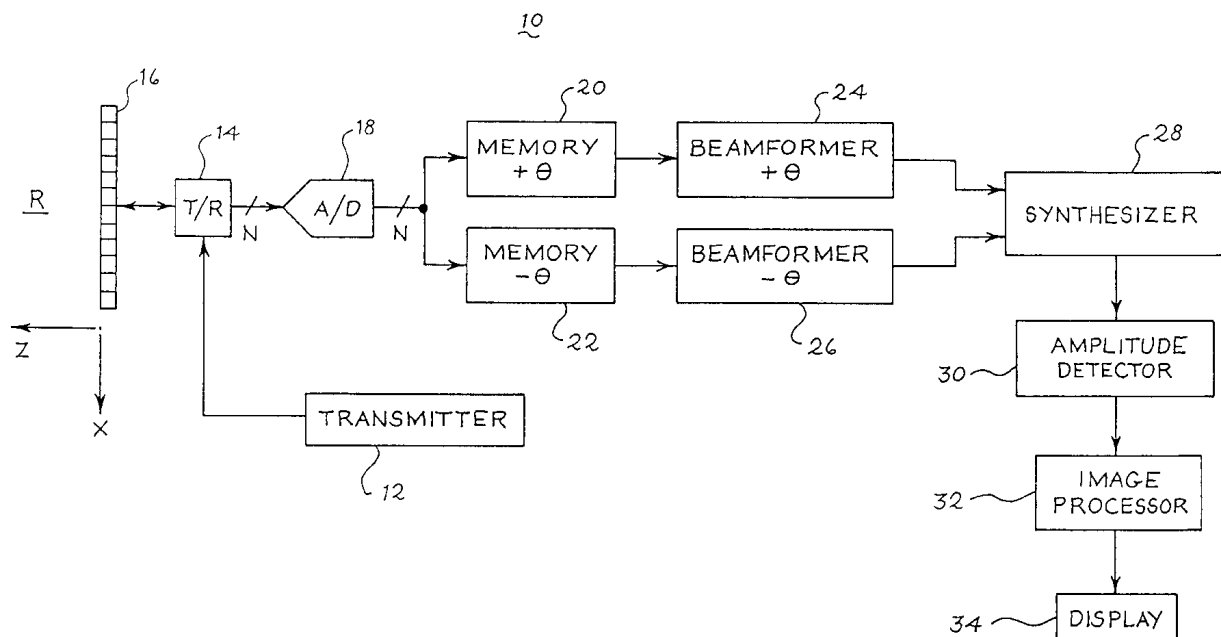 10
16
14
18
20
24
28
R
T/R
N
A/D
N
MEMORY
+θ
BEAMFORMER
+θ
SYNTHESIZER
MEMORY
−θ
BEAMFORMER
−θ
22
26
Z
X
TRANSMITTER
12
30
AMPLITUDE
DETECTOR
32
IMAGE
PROCESSOR
34
DISPLAY